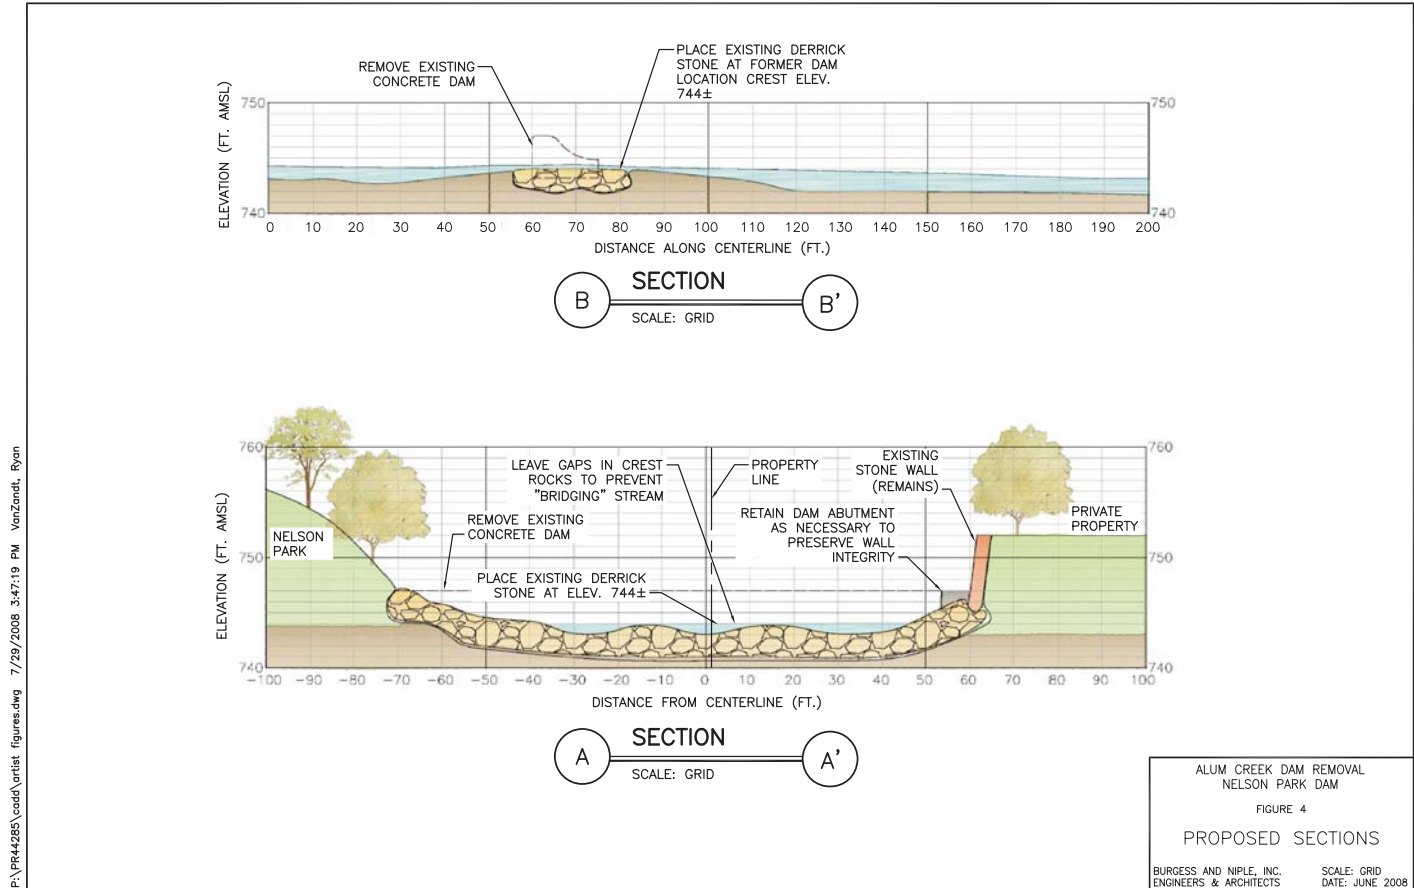 REMOVE EXISTING
CONCRETE DAM
PLACE EXISTING DERRICK
STONE AT FORMER DAM
LOCATION CREST ELEV.
744±
ELEVATION (FT. AMSL)
750
750
740
740
0 10 20 30 40 50 60 70 80 90 100 110 120 130 140 150 160 170 180 190 200
DISTANCE ALONG CENTERLINE (FT.)
B
SECTION
B'
SCALE: GRID
ELEVATION (FT. AMSL)
760
760
750
750
740
740
NELSON
PARK
LEAVE GAPS IN CREST
ROCKS TO PREVENT
"BRIDGING" STREAM
REMOVE EXISTING
CONCRETE DAM
PLACE EXISTING DERRICK
STONE AT ELEV. 744±
PROPERTY
LINE
EXISTING
STONE WALL
(REMAINS)
RETAIN DAM ABUTMENT
AS NECESSARY TO
PRESERVE WALL
INTEGRITY
PRIVATE
PROPERTY
-100 -90 -80 -70 -60 -50 -40 -30 -20 -10 0 10 20 30 40 50 60 70 80 90 100
DISTANCE FROM CENTERLINE (FT.)
A
SECTION
A'
SCALE: GRID
P:\PR44285\cadd\artist figures.dwg 7/29/2008 3:47:19 PM VanZandt, Ryan
ALUM CREEK DAM REMOVAL
NELSON PARK DAM
FIGURE 4
PROPOSED SECTIONS
BURGESS AND NIPLE, INC. SCALE: GRID
ENGINEERS & ARCHITECTS DATE: JUNE 2008